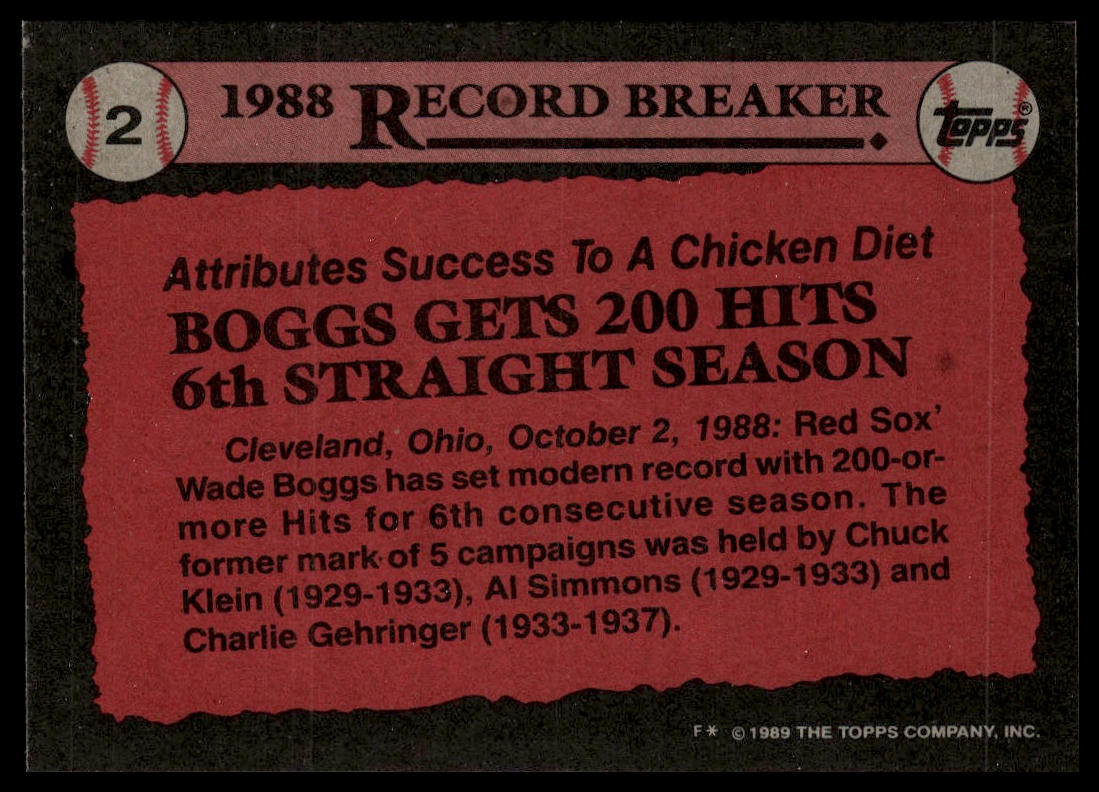 2
1988 RECORD BREAKER
TOPPS®
Attributes Success To A Chicken Diet
BOGGS GETS 200 HITS
6th STRAIGHT SEASON
Cleveland, Ohio, October 2, 1988: Red Sox'
Wade Boggs has set modern record with 200-or-
more Hits for 6th consecutive season. The
former mark of 5 campaigns was held by Chuck
Klein (1929-1933), Al Simmons (1929-1933) and
Charlie Gehringer (1933-1937).
F* ©1989 THE TOPPS COMPANY, INC.